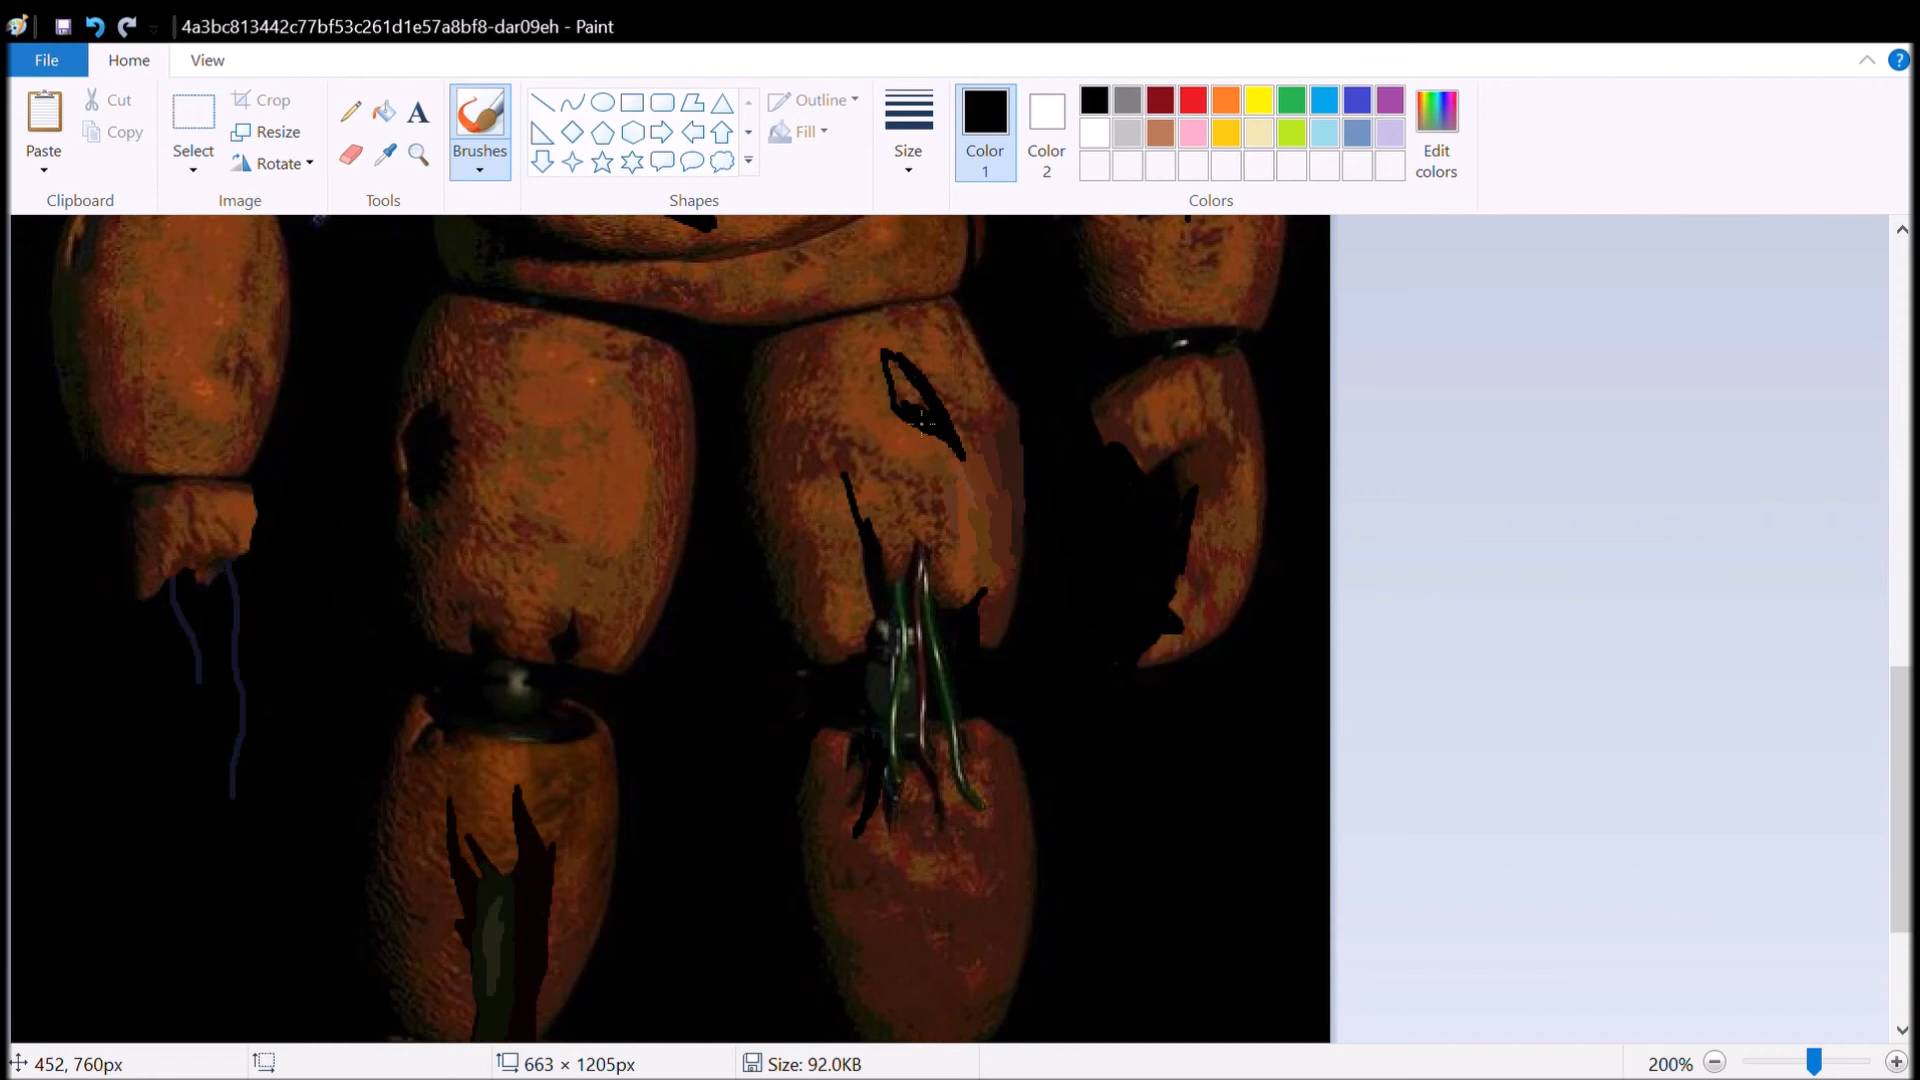 4a3bc813442c77bf53c261d1e57a8bf8-dar09eh - Paint
File Home View
Paste
Cut
Copy
Clipboard
Select
Crop
Resize
Rotate
Image
A
Tools
Brushes
Shapes
Outline
Fill
Size
Color
1
Color
2
Edit
colors
Colors
?
452, 760px
663 × 1205px
Size: 92.0KB
200%